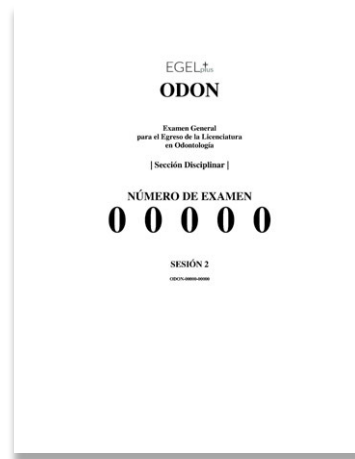 EGEL+plus
ODON
Examen General
para el Egreso de la Licenciatura
en Odontología
| Sección Disciplinar |
NÚMERO DE EXAMEN
0 0 0 0 0
SESIÓN 2
ODON-00000-00000